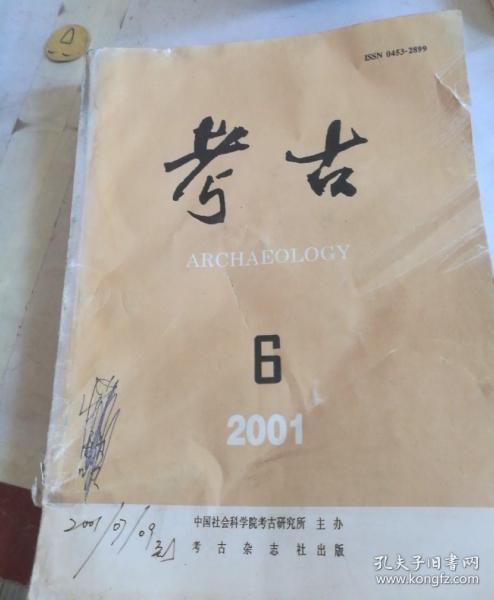 ISSN 0453-2899
考古
ARCHAEOLOGY
6
2001
2001/07/09
到
中国社会科学院考古研究所 主办
考古杂志社出版
孔夫子旧书网
www.kongfz.com